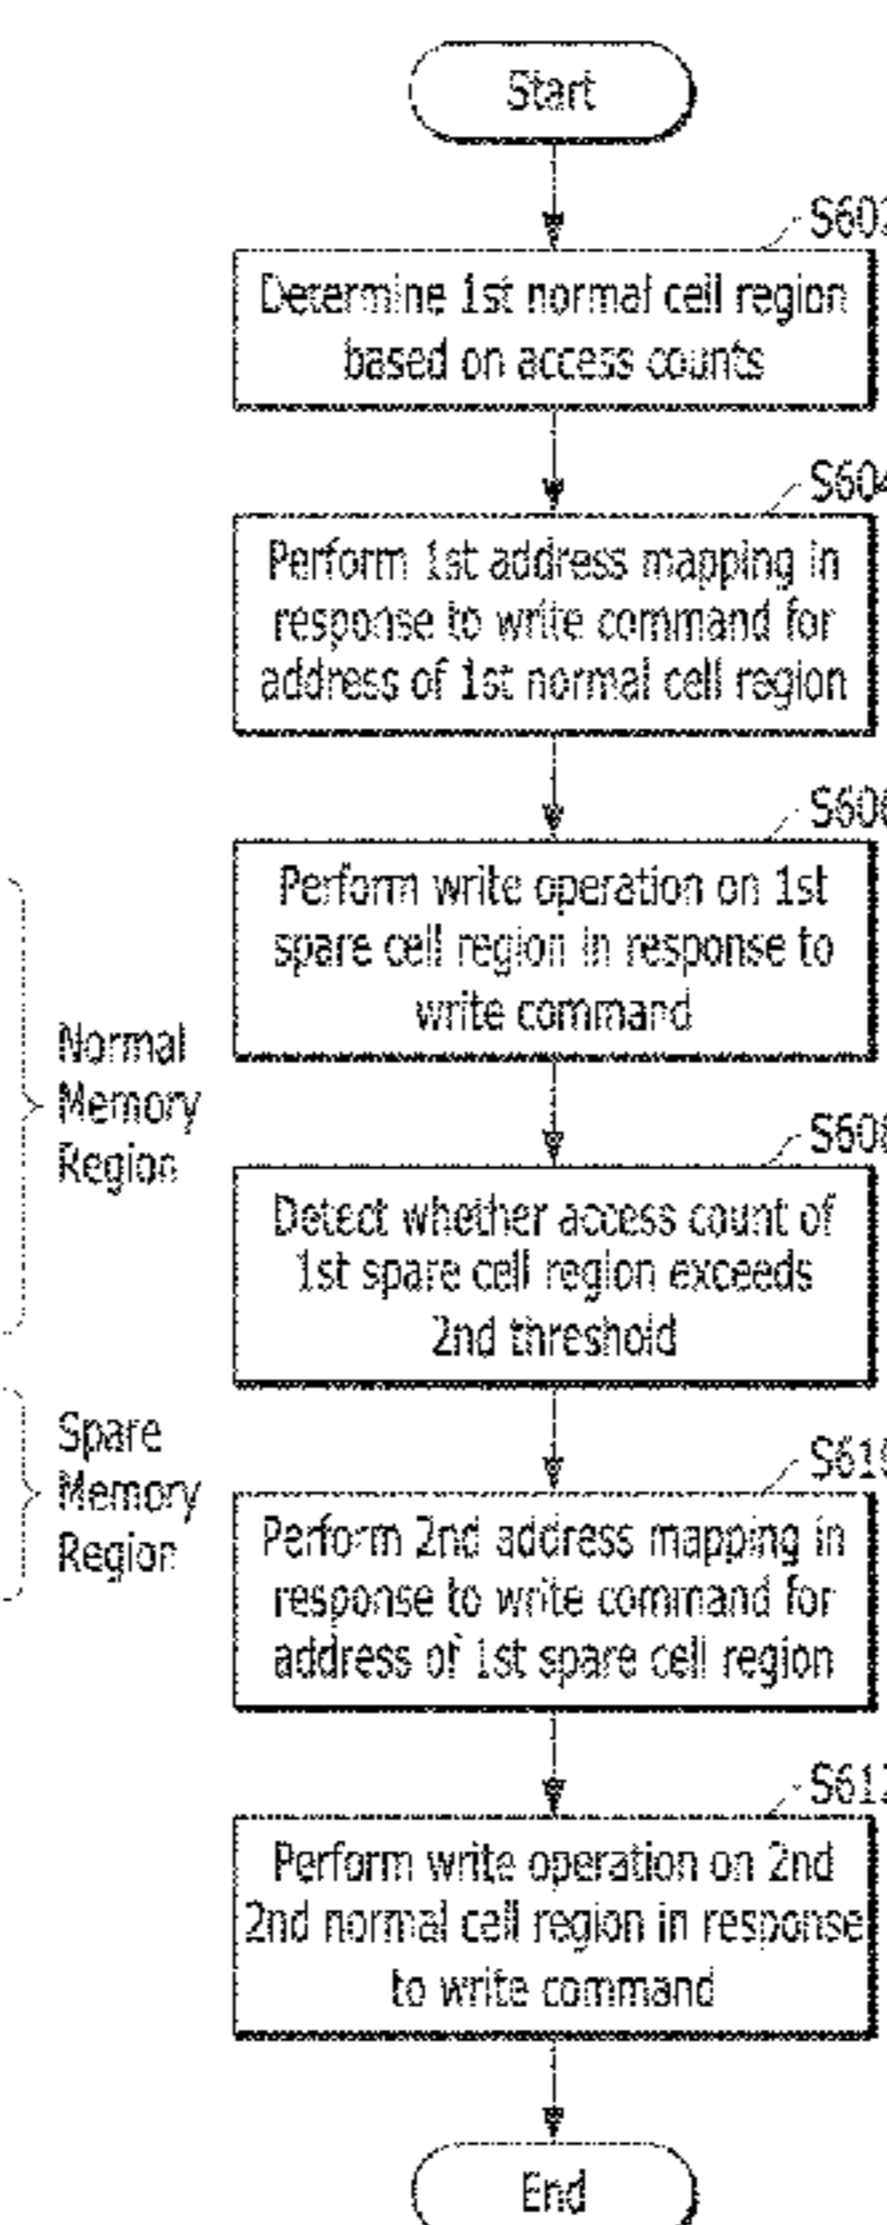 Start
S602
Determine 1st normal cell region
based on access counts
S604
Perform 1st address mapping in
response to write command for
address of 1st normal cell region
S606
Perform write operation on 1st
spare cell region in response to
write command
Normal
Memory
Region
S608
Detect whether access count of
1st spare cell region exceeds
2nd threshold
Spare
Memory
Region
S610
Perform 2nd address mapping in
response to write command for
address of 1st spare cell region
S612
Perform write operation on 2nd
2nd normal cell region in response
to write command
End